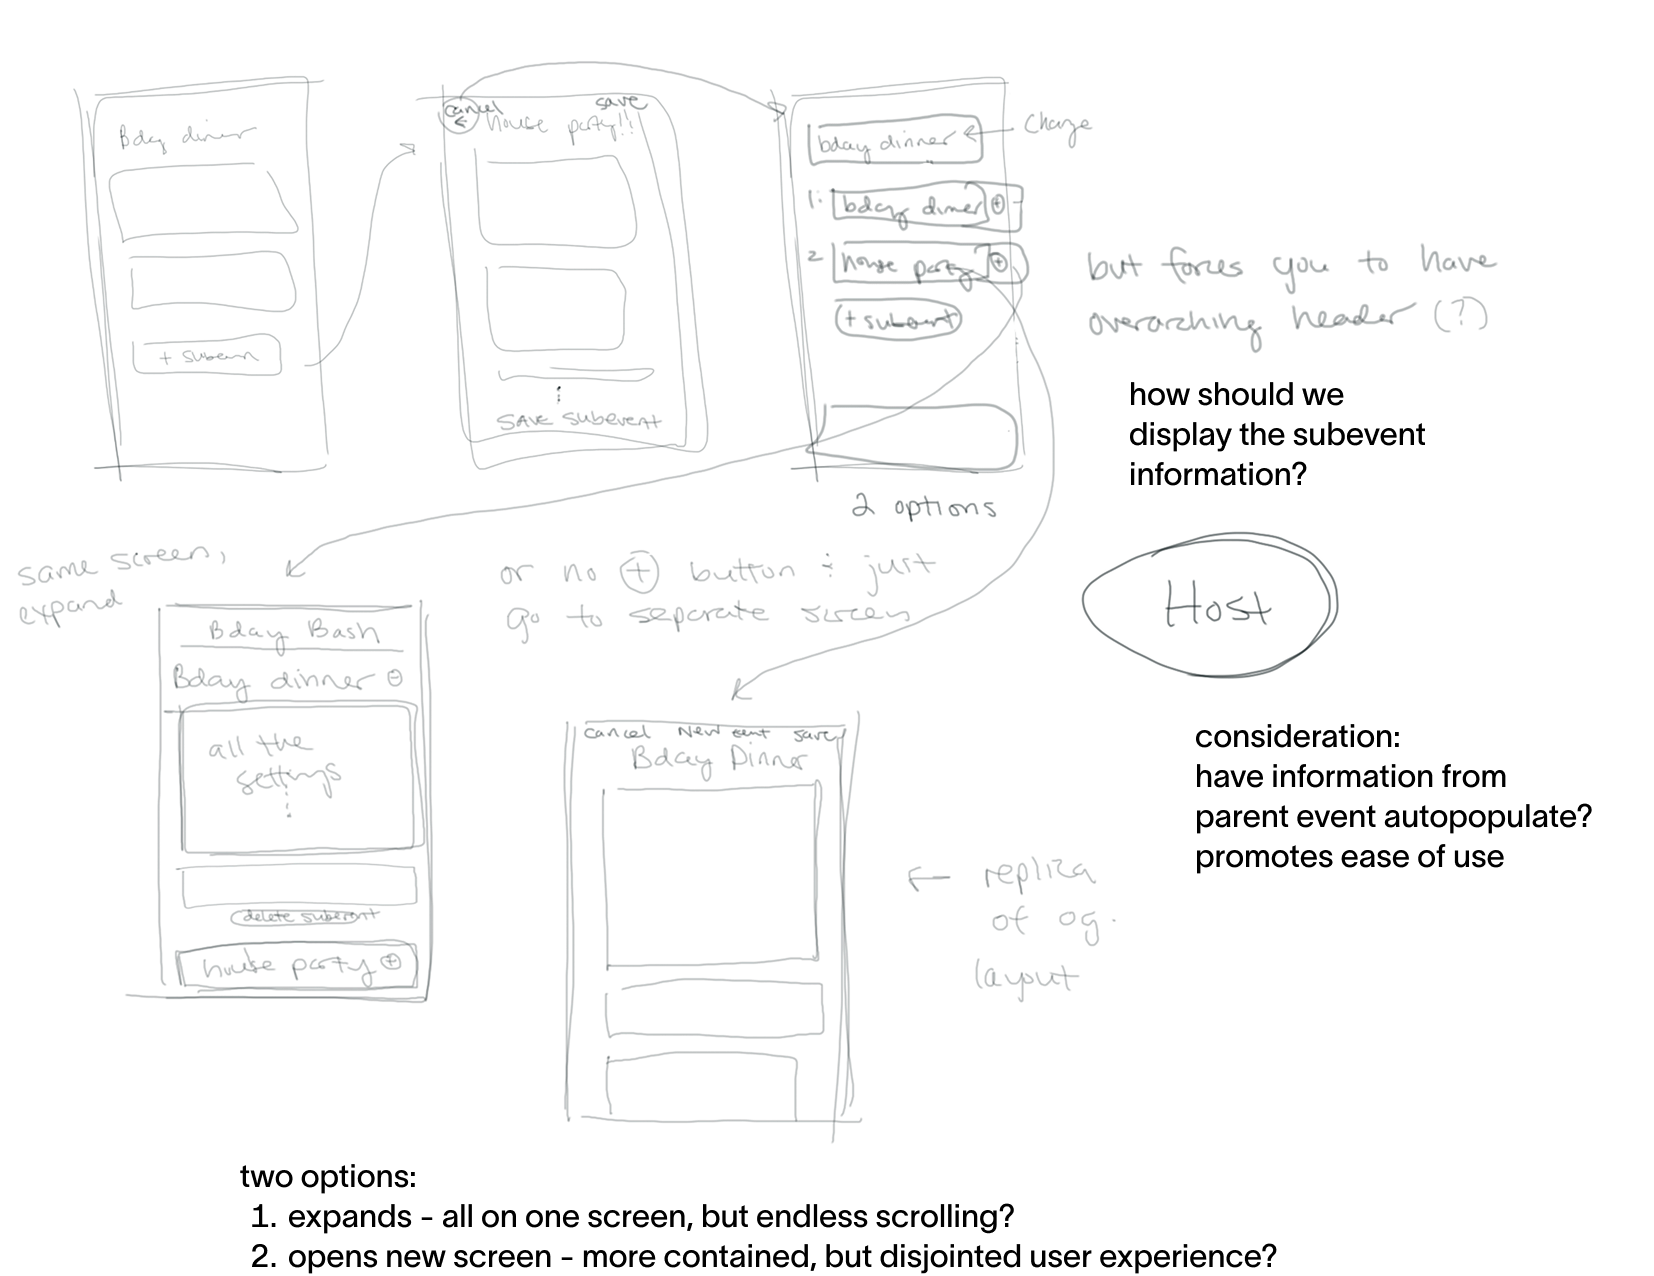 Bday dinner
+ suben
cancel
save
house party!!
SAVE SUBEVENT
bday dinner
change
1. bday dinner +
2 house party +
+ subevent
but forces you to have
overarching header (?)
how should we
display the subevent
information?
2 options
same screen,
expand
or no + button & just
go to separate screen
Host
Bday Bash
Bday dinner -
all the
settings
delete subevent
house party +
cancel New event save
Bday Dinner
← replica
of og.
layout
consideration:
have information from
parent event autopopulate?
promotes ease of use
two options:
1. expands - all on one screen, but endless scrolling?
2. opens new screen - more contained, but disjointed user experience?